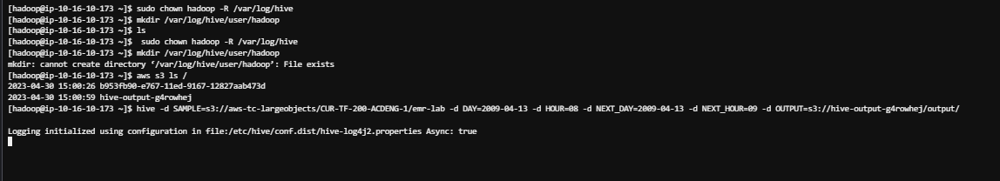 [hadoop@ip-10-16-10-173 ~]$ sudo chown hadoop -R /var/log/hive
[hadoop@ip-10-16-10-173 ~]$ mkdir /var/log/hive/user/hadoop
[hadoop@ip-10-16-10-173 ~]$ ls
[hadoop@ip-10-16-10-173 ~]$  sudo chown hadoop -R /var/log/hive
[hadoop@ip-10-16-10-173 ~]$ mkdir /var/log/hive/user/hadoop
mkdir: cannot create directory ‘/var/log/hive/user/hadoop’: File exists
[hadoop@ip-10-16-10-173 ~]$ aws s3 ls /
2023-04-30 15:00:26 b953fb90-e767-11ed-9167-12827aab473d
2023-04-30 15:00:59 hive-output-g4rowhej
[hadoop@ip-10-16-10-173 ~]$ hive -d SAMPLE=s3://aws-tc-largeobjects/CUR-TF-200-ACDENG-1/emr-lab -d DAY=2009-04-13 -d HOUR=08 -d NEXT_DAY=2009-04-13 -d NEXT_HOUR=09 -d OUTPUT=s3://hive-output-g4rowhej/output/
Logging initialized using configuration in file:/etc/hive/conf.dist/hive-log4j2.properties Async: true